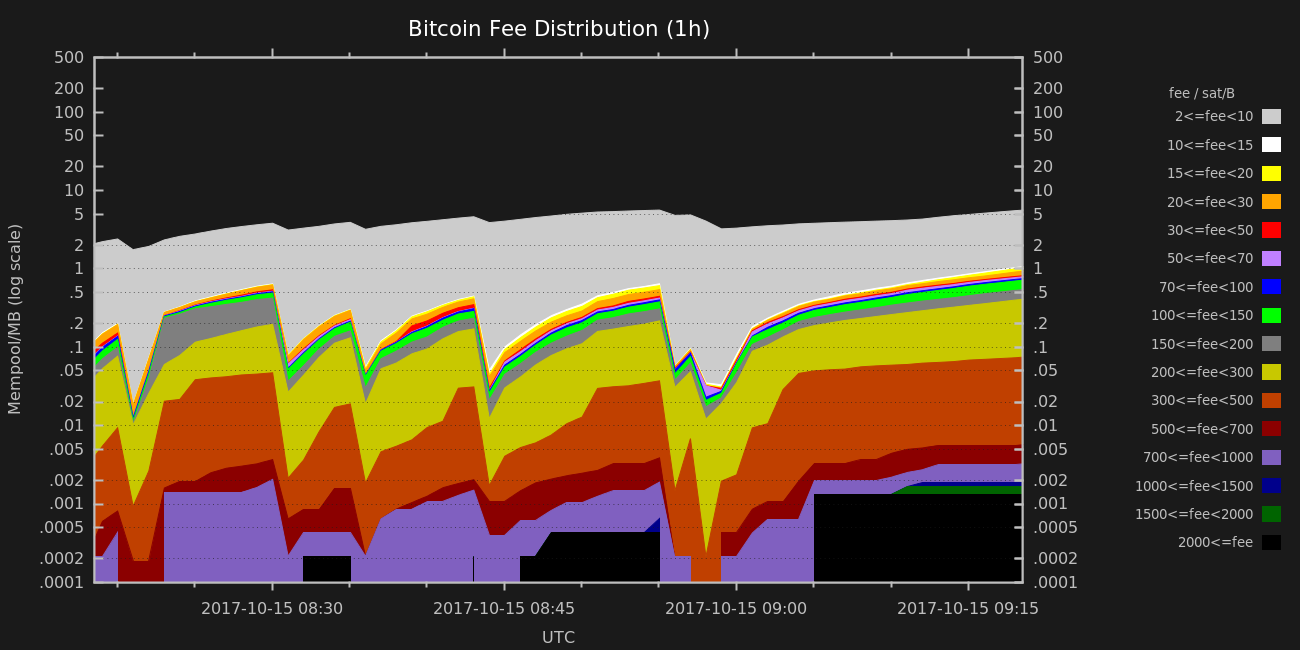 Bitcoin Fee Distribution (1h)
500
200
100
50
20
10
5
2
1
.5
.2
.1
.05
.02
.01
.005
.002
.001
.0005
.0002
.0001
Mempool/MB (log scale)
500
200
100
50
20
10
5
2
1
.5
.2
.1
.05
.02
.01
.005
.002
.001
.0005
.0002
.0001
2017-10-15 08:30
2017-10-15 08:45
2017-10-15 09:00
2017-10-15 09:15
UTC
fee / sat/B
2<=fee<10
10<=fee<15
15<=fee<20
20<=fee<30
30<=fee<50
50<=fee<70
70<=fee<100
100<=fee<150
150<=fee<200
200<=fee<300
300<=fee<500
500<=fee<700
700<=fee<1000
1000<=fee<1500
1500<=fee<2000
2000<=fee